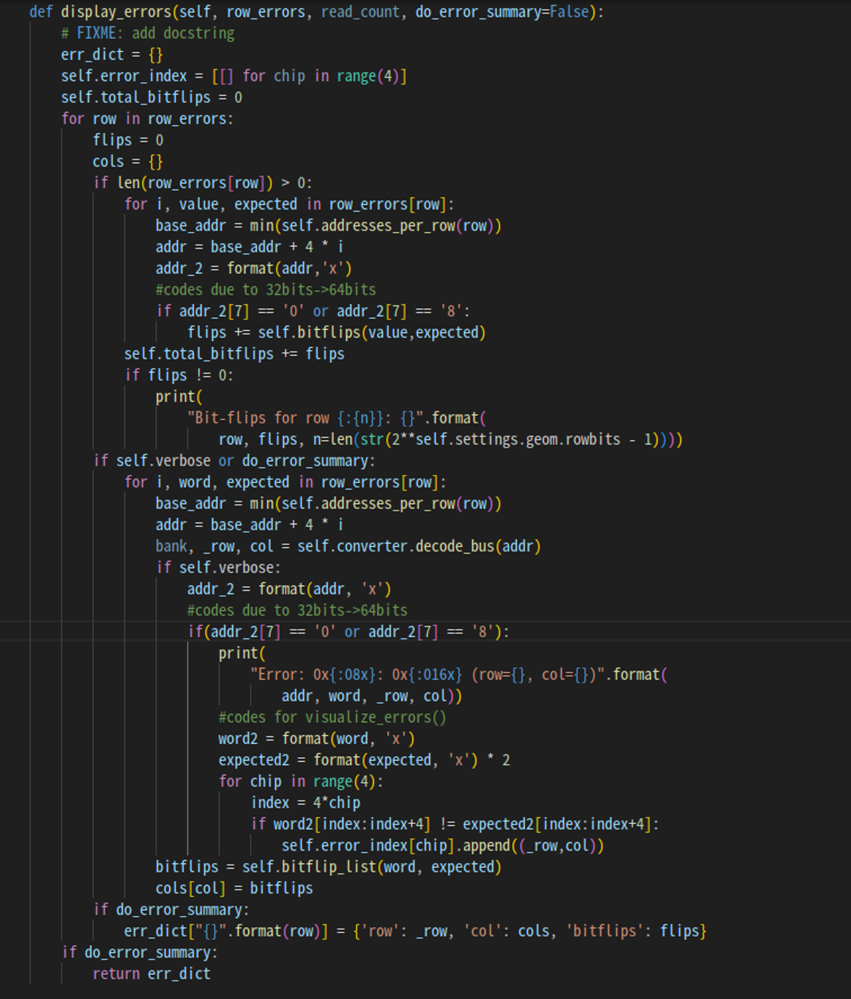 def display_errors(self, row_errors, read_count, do_error_summary=False):
    # FIXME: add docstring
    err_dict = {}
    self.error_index = [[] for chip in range(4)]
    self.total_bitflips = 0
    for row in row_errors:
        flips = 0
        cols = {}
        if len(row_errors[row]) > 0:
            for i, value, expected in row_errors[row]:
                base_addr = min(self.addresses_per_row(row))
                addr = base_addr + 4 * i
                addr_2 = format(addr,'x')
                #codes due to 32bits->64bits
                if addr_2[7] == '0' or addr_2[7] == '8':
                    flips += self.bitflips(value,expected)
            self.total_bitflips += flips
            if flips != 0:
                print(
                    "Bit-flips for row {:{n}}: {}".format(
                        row, flips, n=len(str(2**self.settings.geom.rowbits - 1))))
        if self.verbose or do_error_summary:
            for i, word, expected in row_errors[row]:
                base_addr = min(self.addresses_per_row(row))
                addr = base_addr + 4 * i
                bank, _row, col = self.converter.decode_bus(addr)
                if self.verbose:
                    addr_2 = format(addr, 'x')
                    #codes due to 32bits->64bits
                    if(addr_2[7] == '0' or addr_2[7] == '8'):
                        print(
                            "Error: 0x{:08x}: 0x{:016x} (row={}, col={})".format(
                                addr, word, _row, col))
                        #codes for visualize_errors()
                        word2 = format(word, 'x')
                        expected2 = format(expected, 'x') * 2
                        for chip in range(4):
                            index = 4*chip
                            if word2[index:index+4] != expected2[index:index+4]:
                                self.error_index[chip].append((_row,col))
                bitflips = self.bitflip_list(word, expected)
                cols[col] = bitflips
        if do_error_summary:
            err_dict["{}".format(row)] = {'row': _row, 'col': cols, 'bitflips': flips}
    if do_error_summary:
        return err_dict